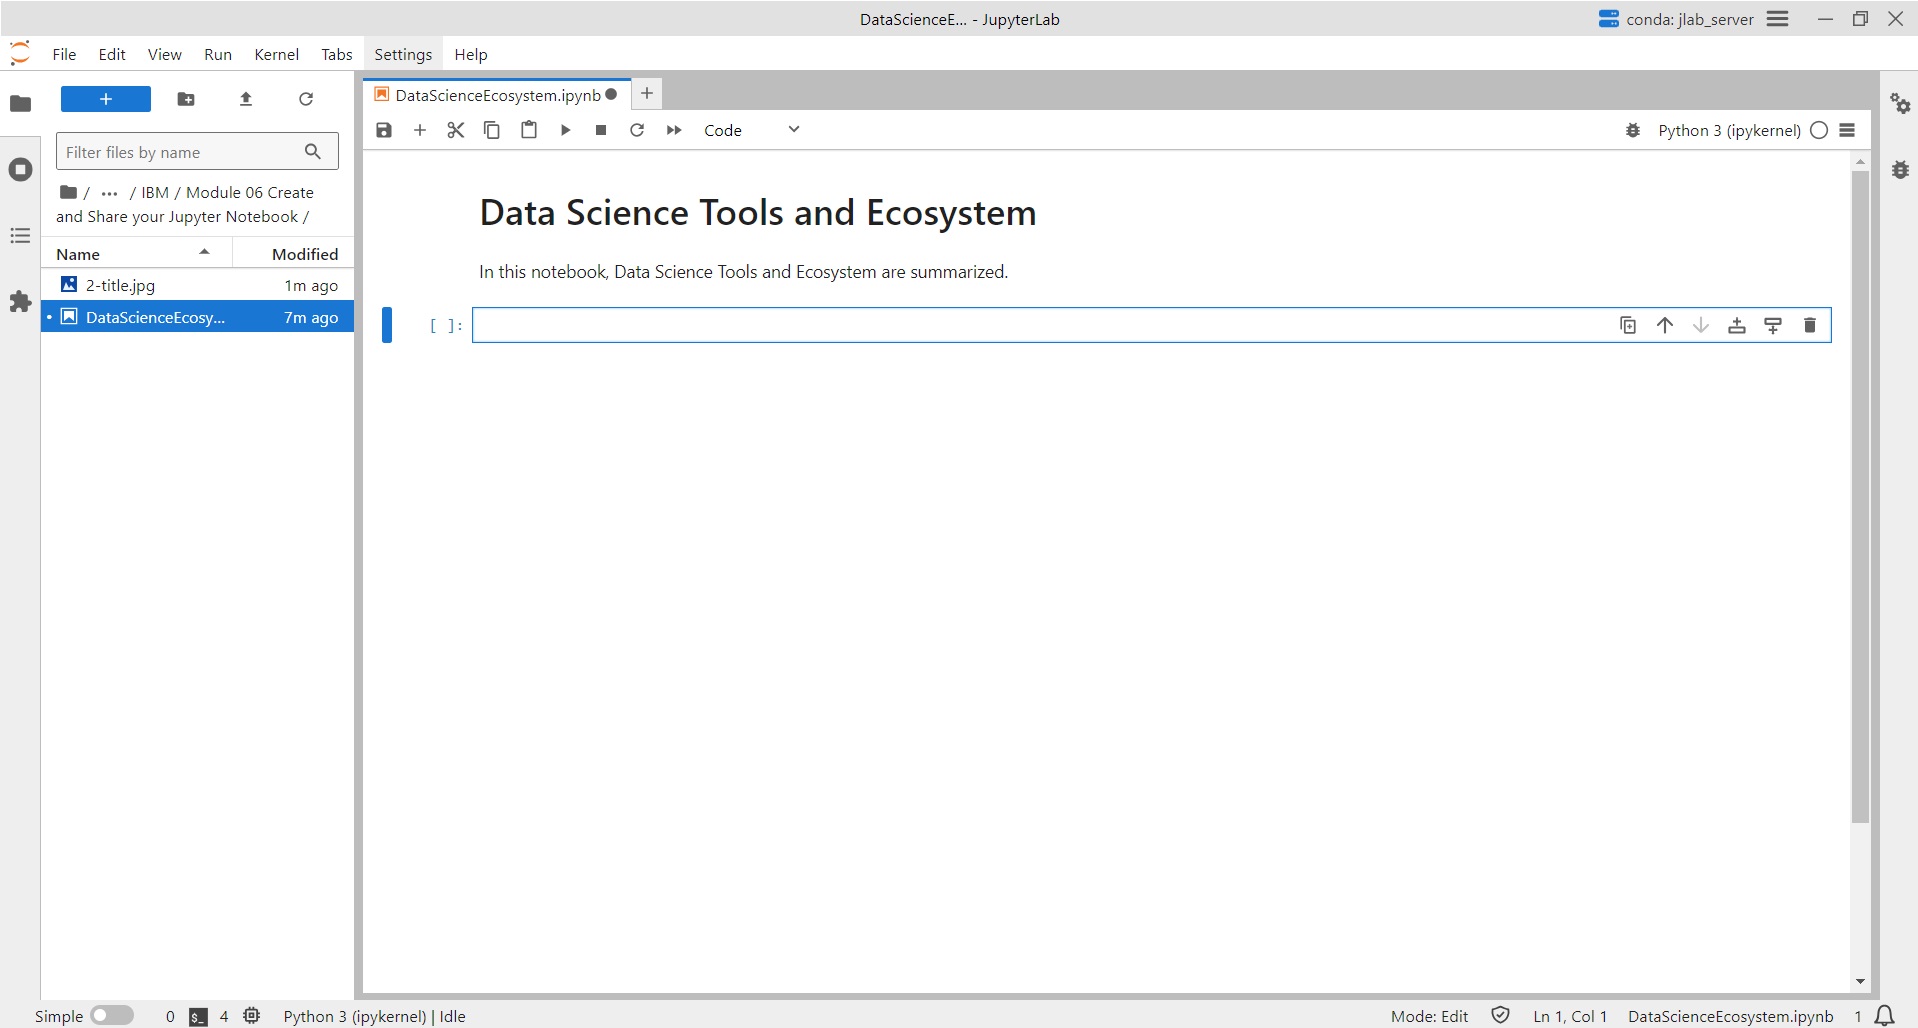 DataScienceE... - JupyterLab
conda: jlab_server
File Edit View Run Kernel Tabs Settings Help
+
Filter files by name
/ ... / IBM / Module 06 Create
and Share your Jupyter Notebook /
Name Modified
2-title.jpg 1m ago
• DataScienceEcosy... 7m ago
DataScienceEcosystem.ipynb
Code
Python 3 (ipykernel)
Data Science Tools and Ecosystem
In this notebook, Data Science Tools and Ecosystem are summarized.
[ ]:
Simple 0 $_ 4 Python 3 (ipykernel) | Idle
Mode: Edit Ln 1, Col 1 DataScienceEcosystem.ipynb 1